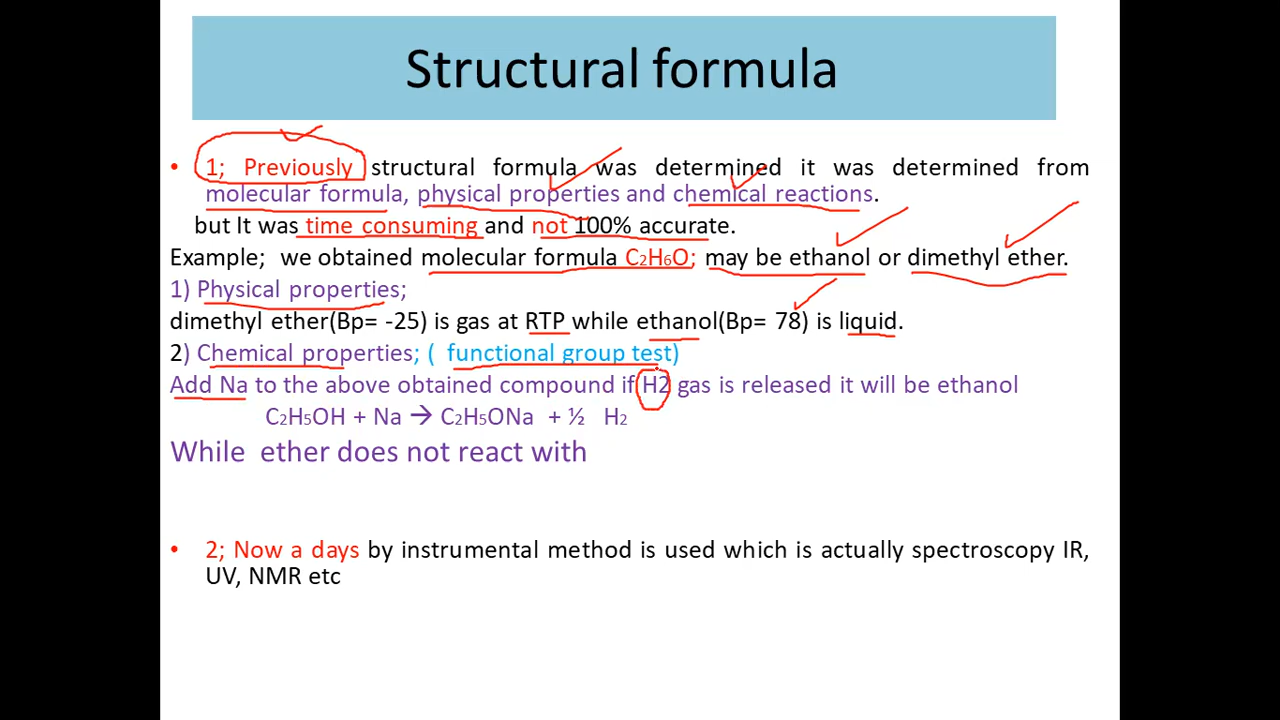 Structural formula
• 1; Previously structural formula was determined it was determined from
molecular formula, physical properties and chemical reactions.
but It was time consuming and not 100% accurate.
Example; we obtained molecular formula C2H6O; may be ethanol or dimethyl ether.
1) Physical properties;
dimethyl ether(Bp= -25) is gas at RTP while ethanol(Bp= 78) is liquid.
2) Chemical properties; ( functional group test)
Add Na to the above obtained compound if H2 gas is released it will be ethanol
C2H5OH + Na → C2H5ONa + ½ H2
While ether does not react with
• 2; Now a days by instrumental method is used which is actually spectroscopy IR,
UV, NMR etc